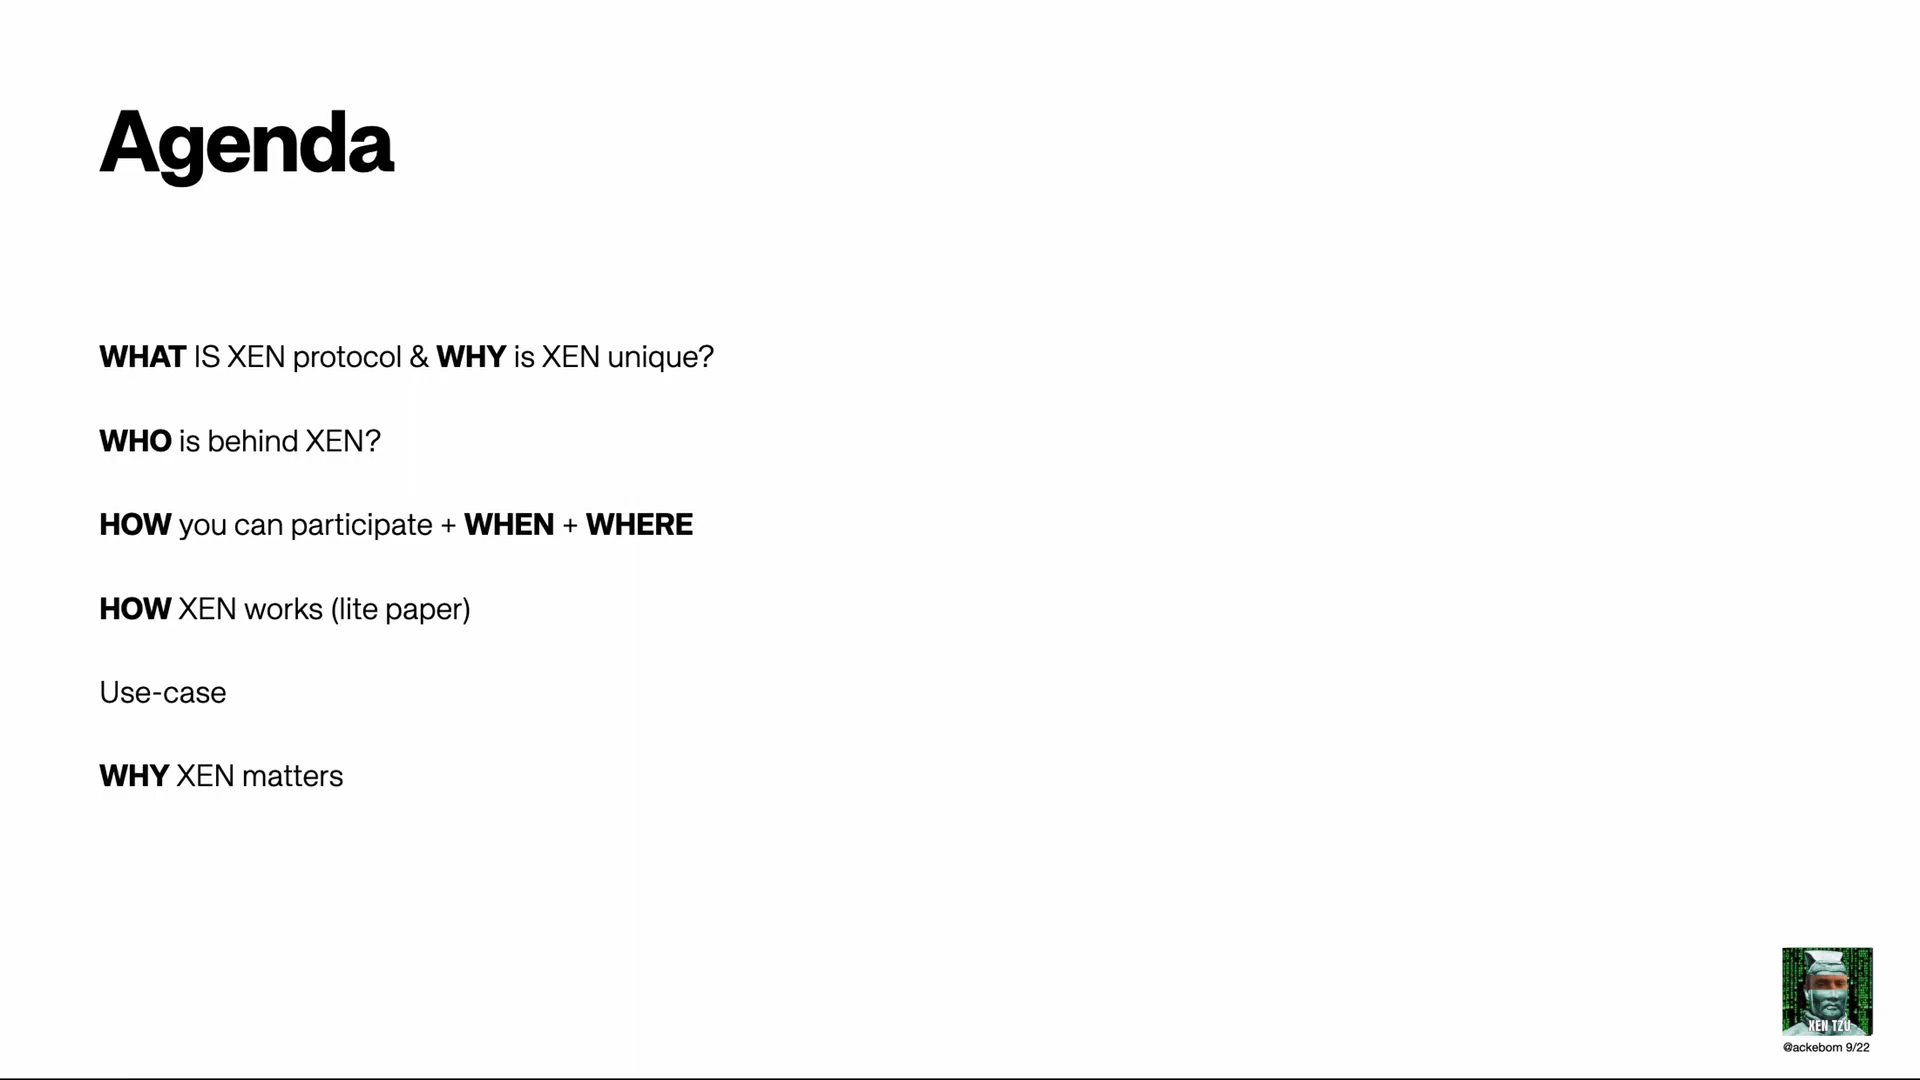 Agenda
WHAT IS XEN protocol & WHY is XEN unique?
WHO is behind XEN?
HOW you can participate + WHEN + WHERE
HOW XEN works (lite paper)
Use-case
WHY XEN matters
XEN TZU
@ackebom 9/22